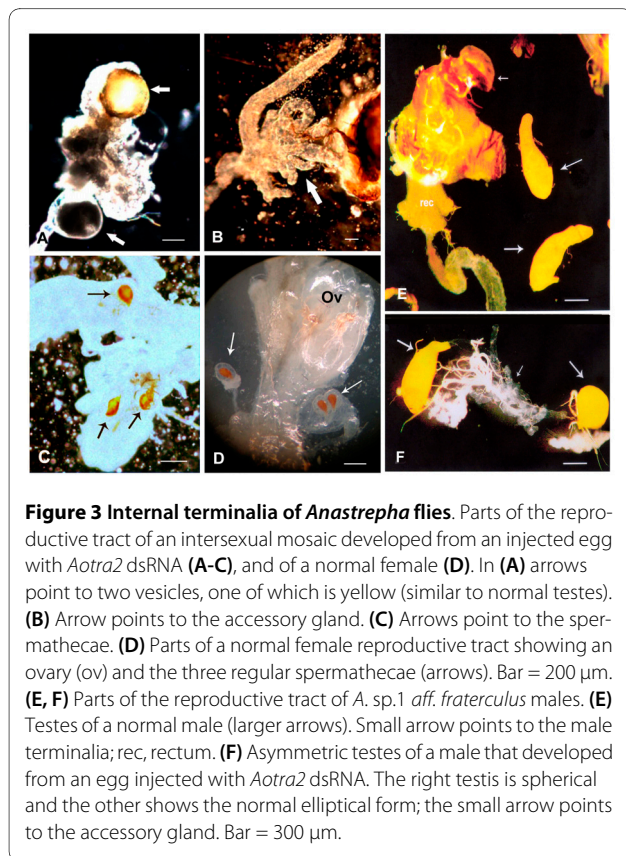 A
B
E
rec
C
D
Ov
F
Figure 3 Internal terminalia of Anastrepha flies. Parts of the repro-
ductive tract of an intersexual mosaic developed from an injected egg
with Aotra2 dsRNA (A-C), and of a normal female (D). In (A) arrows
point to two vesicles, one of which is yellow (similar to normal testes).
(B) Arrow points to the accessory gland. (C) Arrows point to the sper-
mathecae. (D) Parts of a normal female reproductive tract showing an
ovary (ov) and the three regular spermathecae (arrows). Bar = 200 μm.
(E, F) Parts of the reproductive tract of A. sp.1 aff. fraterculus males. (E)
Testes of a normal male (larger arrows). Small arrow points to the male
terminalia; rec, rectum. (F) Asymmetric testes of a male that developed
from an egg injected with Aotra2 dsRNA. The right testis is spherical
and the other shows the normal elliptical form; the small arrow points
to the accessory gland. Bar = 300 μm.